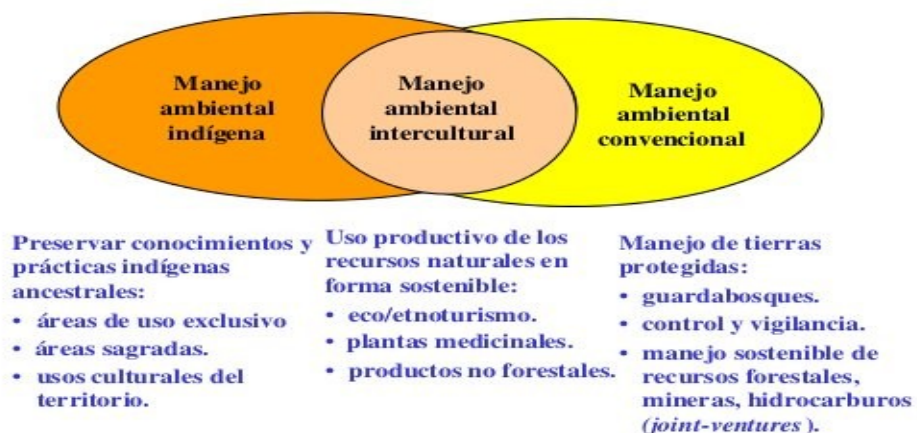 Manejo
ambiental
indígena
Manejo
ambiental
intercultural
Manejo
ambiental
convencional
Preservar conocimientos y
prácticas indígenas
ancestrales:
• áreas de uso exclusivo
• áreas sagradas.
• usos culturales del
territorio.
Uso productivo de los
recursos naturales en
forma sostenible:
• eco/etnoturismo.
• plantas medicinales.
• productos no forestales.
Manejo de tierras
protegidas:
• guardabosques.
• control y vigilancia.
• manejo sostenible de
recursos forestales,
mineras, hidrocarburos
(joint-ventures ).